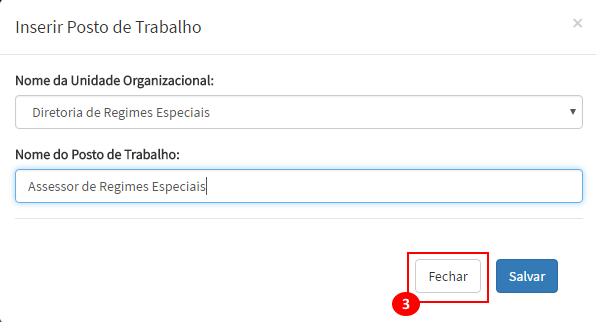 Inserir Posto de Trabalho ×
Nome da Unidade Organizacional:
Diretoria de Regimes Especiais
Nome do Posto de Trabalho:
Assessor de Regimes Especiais
Fechar Salvar
3